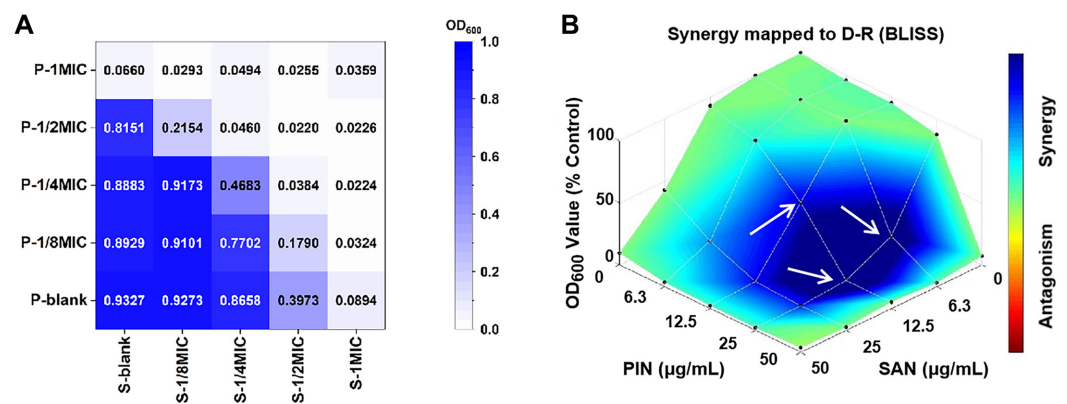 A
OD600
P-1MIC 0.0660 0.0293 0.0494 0.0255 0.0359
P-1/2MIC 0.8151 0.2154 0.0460 0.0220 0.0226
P-1/4MIC 0.8883 0.9173 0.4683 0.0384 0.0224
P-1/8MIC 0.8929 0.9101 0.7702 0.1790 0.0324
P-blank 0.9327 0.9273 0.8658 0.3973 0.0894
S-blank S-1/8MIC S-1/4MIC S-1/2MIC S-1MIC
1.0
0.8
0.6
0.4
0.2
0.0
B
Synergy mapped to D-R (BLISS)
OD600 Value (% Control)
100
50
0
0 6.3 12.5 25 50
PIN (µg/mL)
50 25 12.5 6.3 0
SAN (µg/mL)
Synergy
Antagonism